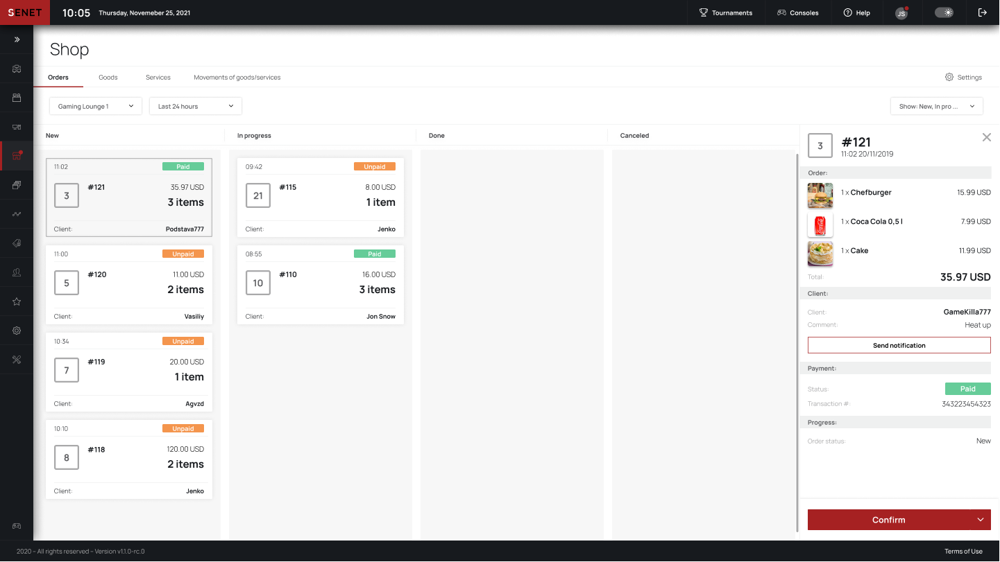 SENET
10:05
Thursday, Novemeber 25, 2021
Tournaments
Consoles
Help
JS
Shop
Orders
Goods
Services
Movements of goods/services
Settings
Gaming Lounge 1
Last 24 hours
Show: New, In pro ...
New
11:02
Paid
3
#121
35.97 USD
3 items
Client:
Podstava777
11:00
Unpaid
5
#120
11.00 USD
2 items
Client:
Vasiliy
10:34
Unpaid
7
#119
20.00 USD
1 item
Client:
Agvzd
10:10
Unpaid
8
#118
120.00 USD
2 items
Client:
Jenko
In progress
09:42
Unpaid
21
#115
8.00 USD
1 item
Client:
Jenko
08:55
Paid
10
#110
16.00 USD
3 items
Client:
Jon Snow
Done
Canceled
3
#121
11:02 20/11/2019
Order:
1 x Chefburger
15.99 USD
1 x Coca Cola 0,5 l
7.99 USD
1 x Cake
11.99 USD
Total:
35.97 USD
Client:
Client:
GameKilla777
Comment:
Heat up
Send notification
Payment:
Status:
Paid
Transaction #:
343223454323
Progress:
Order status:
New
Confirm
2020 – All rights reserved – Version v1.1.0-rc.0
Terms of Use